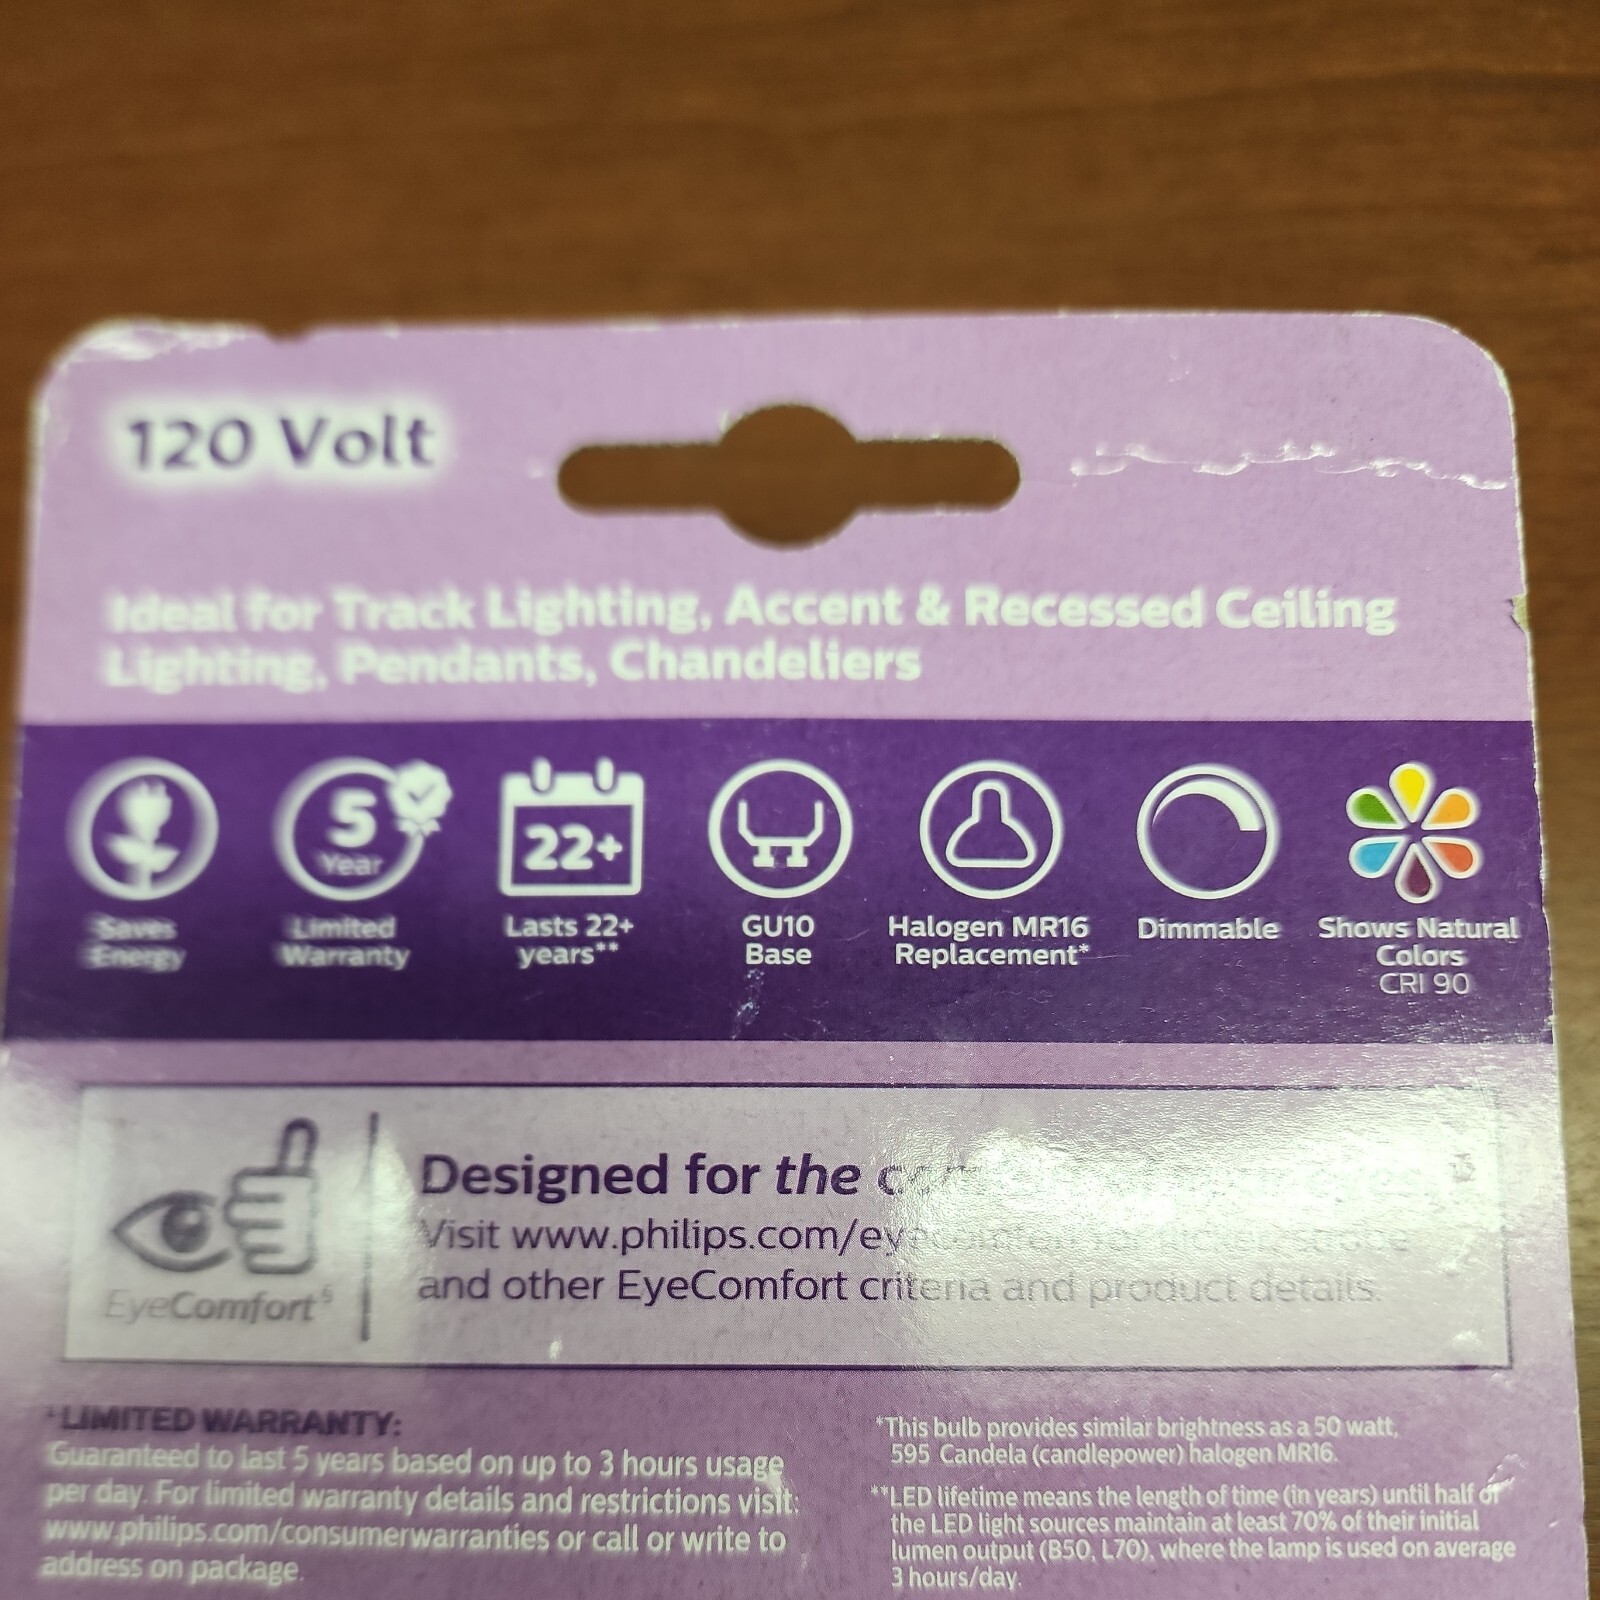 120 Volt
Ideal for Track Lighting, Accent & Recessed Ceiling
Lighting, Pendants, Chandeliers
Saves
Energy
5
Year
Limited
Warranty
22+
Lasts 22+
years**
GU10
Base
Halogen MR16
Replacement*
Dimmable
Shows Natural
Colors
CRI 90
EyeComfort§
Designed for the
Visit
and other EyeComfort criteria and product details.
LIMITED WARRANTY:
Guaranteed to last 5 years based on up to 3 hours usage
per day. For limited warranty details and restrictions visit:
www.philips.com/consumerwarranties or call or write to
address on package.
*This bulb provides similar brightness as a 50 watt,
595 Candela (candlepower) halogen MR16.
**LED lifetime means the length of time (in years) until half of
the LED light sources maintain at least 70% of their initial
lumen output (B50, L70), where the lamp is used on average
3 hours/day.